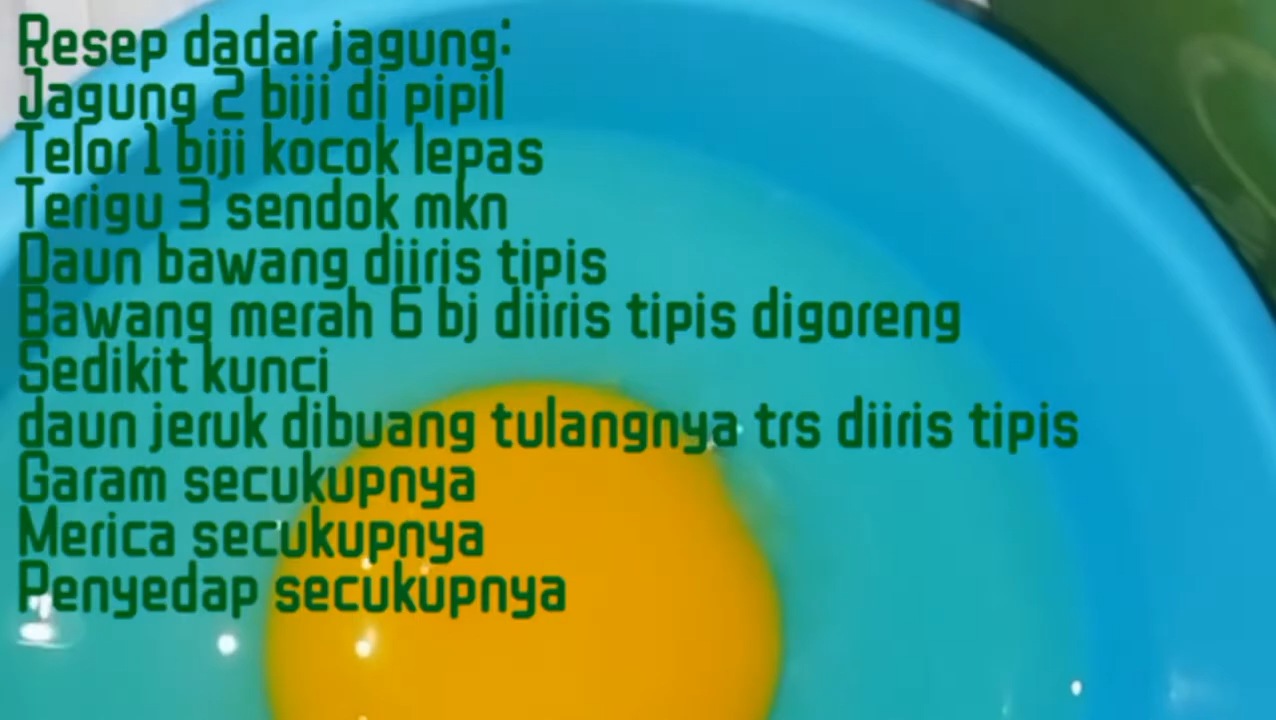 Resep dadar jagung:
Jagung 2 biji di pipil
Telor 1 biji kocok lepas
Terigu 3 sendok mkn
Daun bawang diiris tipis
Bawang merah 6 bj diiris tipis digoreng
Sedikit kunci
daun jeruk dibuang tulangnya trs diiris tipis
Garam secukupnya
Merica secukupnya
Penyedap secukupnya